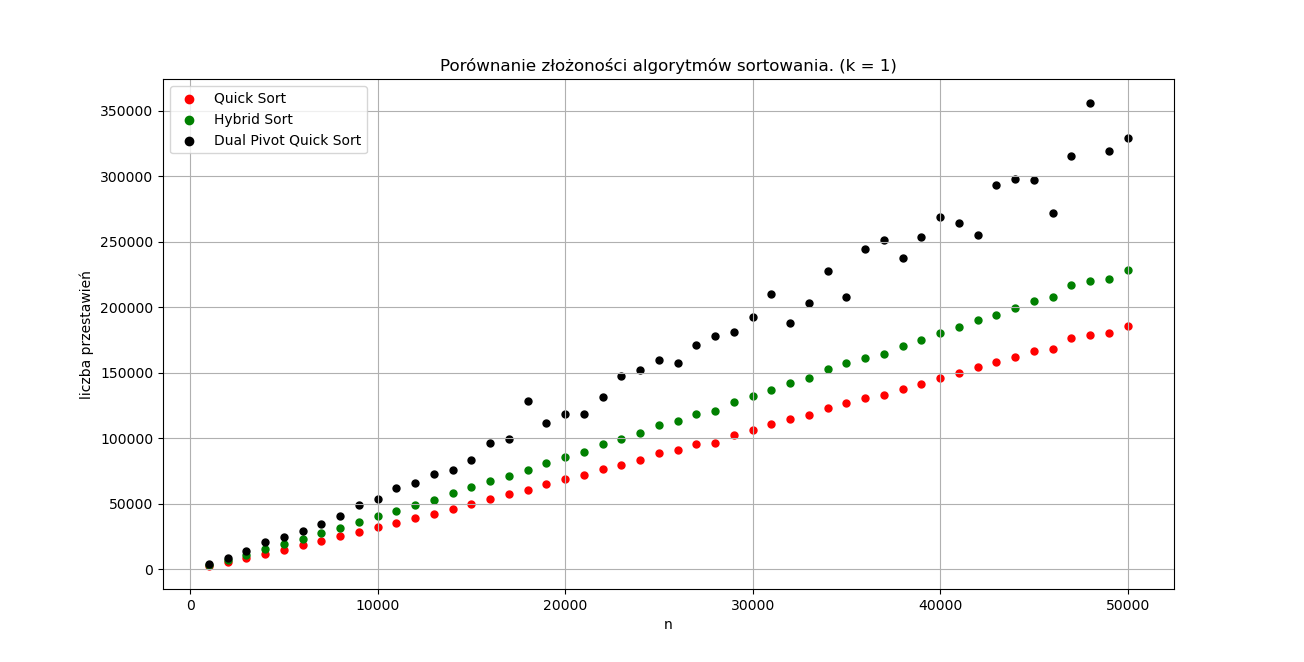 Porównanie złożoności algorytmów sortowania. (k = 1)
Quick Sort
Hybrid Sort
Dual Pivot Quick Sort
350000
300000
250000
200000
150000
100000
50000
0
liczba przestawień
0 10000 20000 30000 40000 50000
n